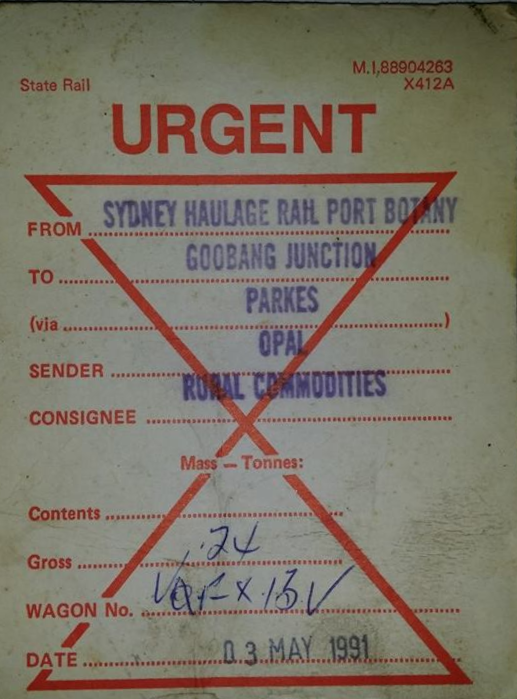 M.I,88904263
State Rail X412A
URGENT
FROM SYDNEY HAULAGE RAIL PORT BOTANY
GOOBANG JUNCTION
TO
PARKES
(via )
OPAL
SENDER
RURAL COMMODITIES
CONSIGNEE
Mass – Tonnes:
Contents
.24
Gross
WAGON No.
DATE 03 MAY 1991